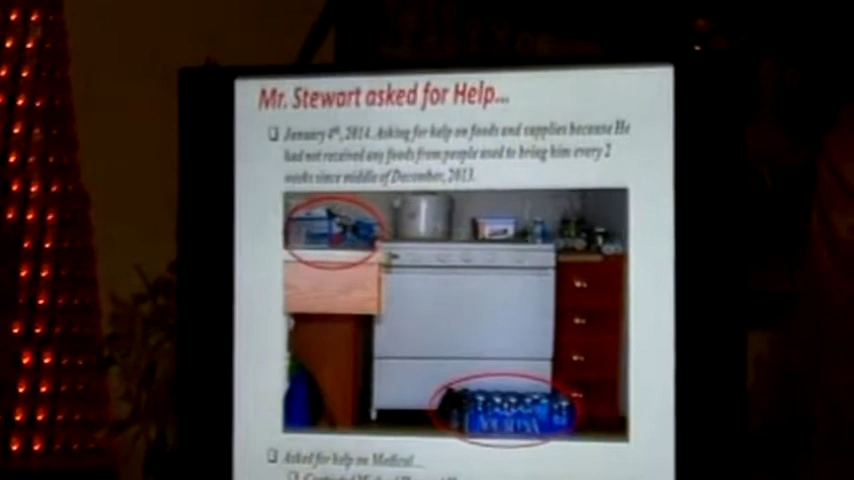 Mr. Stewart asked for Help...
❑ January 4th, 2014. Asking for help on foods and supplies because He
had not received any foods from people used to bring him every 2
weeks since middle of December, 2013.
❑ Asked for help on Medical